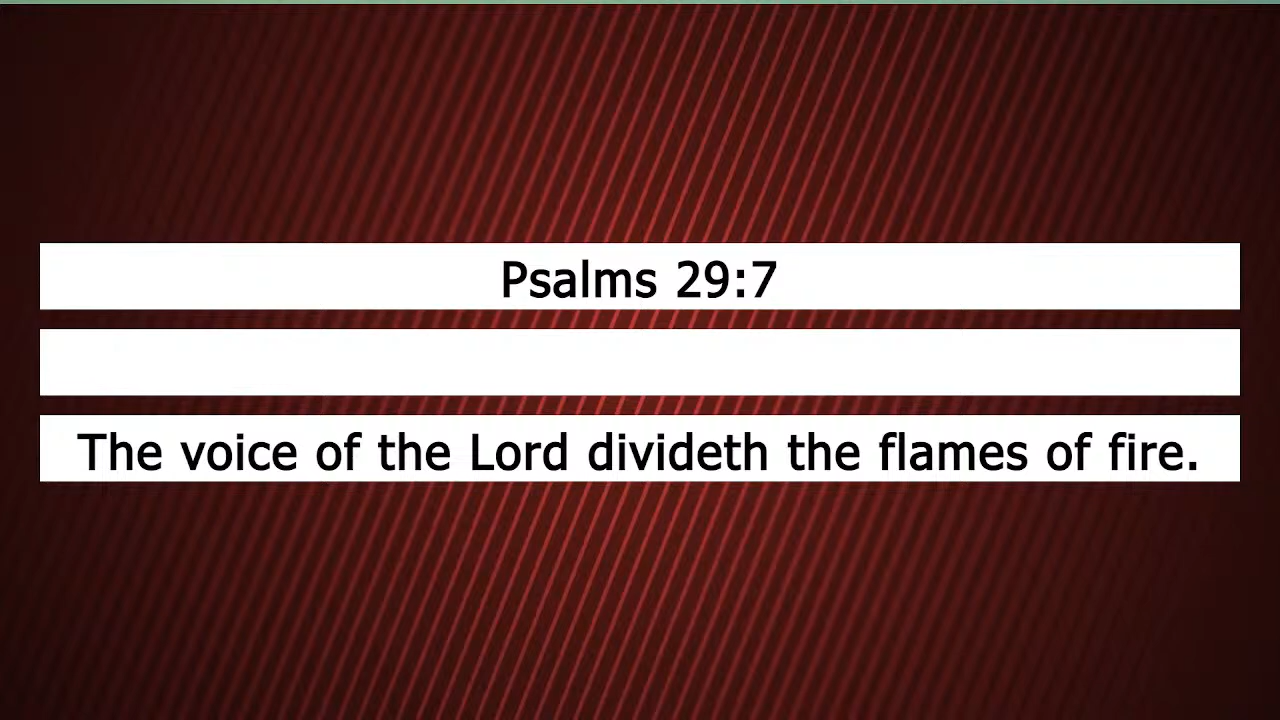 Psalms 29:7
The voice of the Lord divideth the flames of fire.